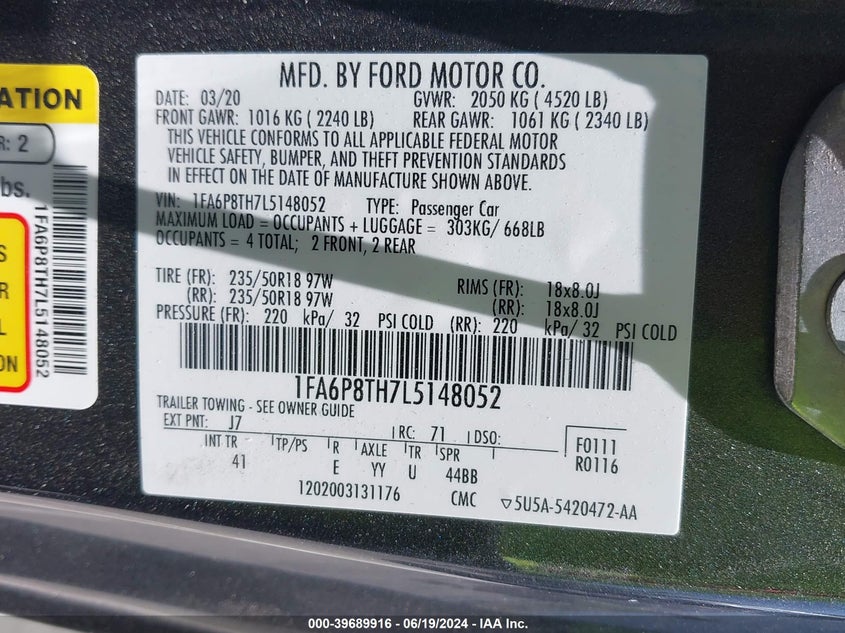 ATION
R: 2
bs.
S
R
L
ION
1FA6P8TH7L5148052
MFD. BY FORD MOTOR CO.
DATE: 03/20 GVWR: 2050 KG ( 4520 LB)
FRONT GAWR: 1016 KG ( 2240 LB) REAR GAWR: 1061 KG ( 2340 LB)
THIS VEHICLE CONFORMS TO ALL APPLICABLE FEDERAL MOTOR
VEHICLE SAFETY, BUMPER, AND THEFT PREVENTION STANDARDS
IN EFFECT ON THE DATE OF MANUFACTURE SHOWN ABOVE.
VIN: 1FA6P8TH7L5148052 TYPE: Passenger Car
MAXIMUM LOAD = OCCUPANTS + LUGGAGE = 303KG/ 668LB
OCCUPANTS = 4 TOTAL; 2 FRONT, 2 REAR
TIRE (FR): 235/50R18 97W RIMS (FR): 18x8.0J
(RR): 235/50R18 97W (RR): 18x8.0J
PRESSURE (FR): 220 kPa/ 32 PSI COLD (RR): 220 kPa/ 32 PSI COLD
1FA6P8TH7L5148052
TRAILER TOWING - SEE OWNER GUIDE
EXT PNT: J7 RC: 71 DSO: F0111
INT TR TP/PS R AXLE TR SPR R0116
41 E YY U 44BB
1202003131176 CMC ▽5U5A-5420472-AA
000-39689916 - 06/19/2024 - IAA Inc.